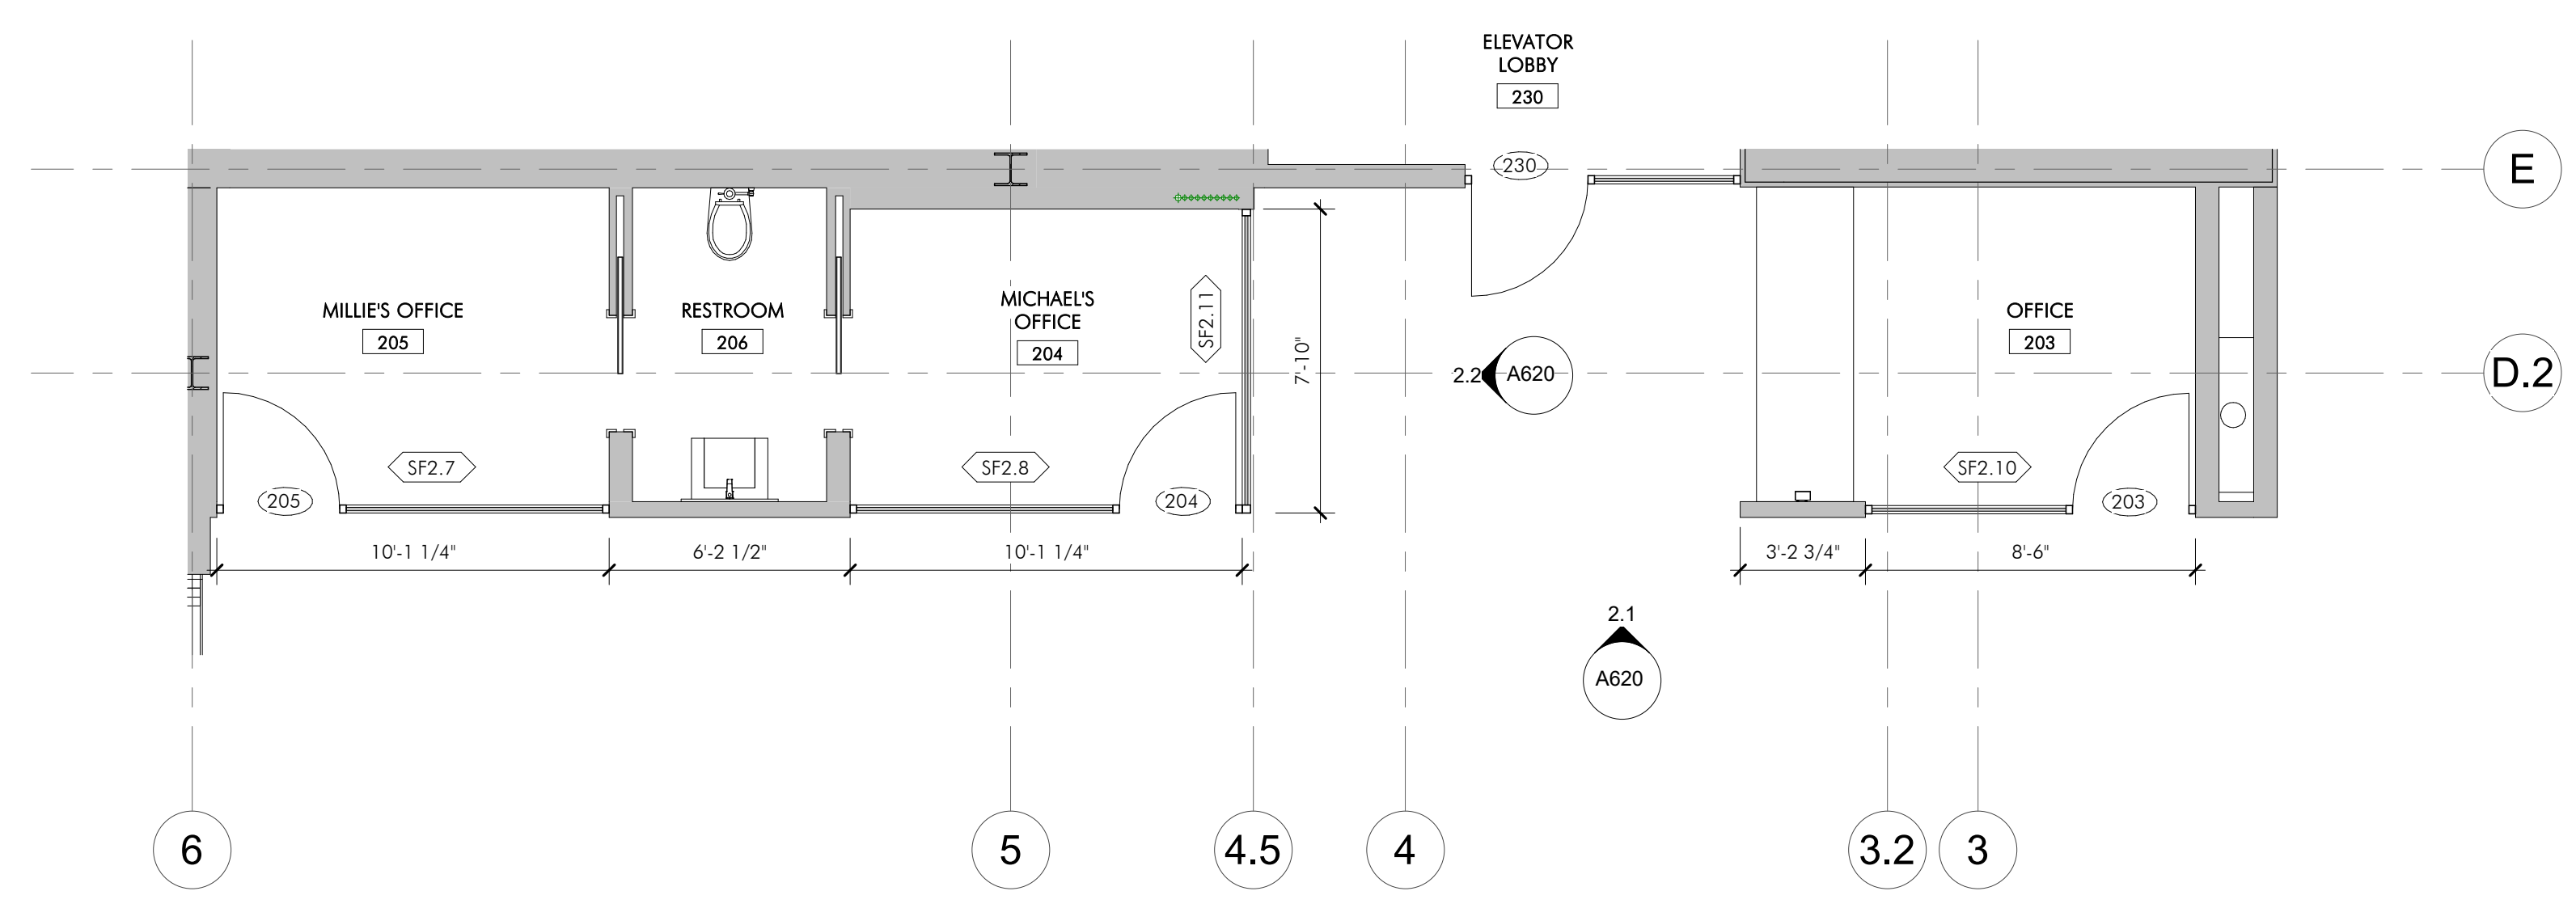 ELEVATOR
LOBBY
230
230
E
MILLIE'S OFFICE
205
RESTROOM
206
MICHAEL'S
OFFICE
204
SF2.11
7'-10"
2.2
A620
OFFICE
203
D.2
SF2.7
205
SF2.8
204
SF2.10
203
10'-1 1/4"
6'-2 1/2"
10'-1 1/4"
3'-2 3/4"
8'-6"
2.1
A620
6
5
4.5
4
3.2
3